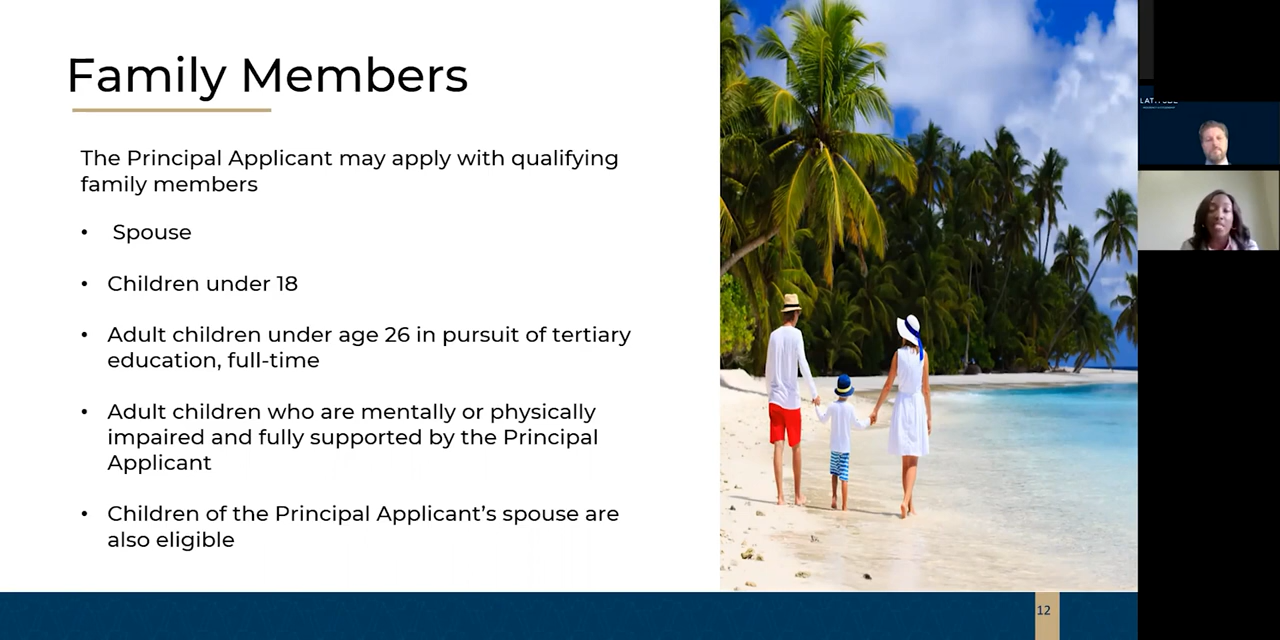 Family Members
The Principal Applicant may apply with qualifying
family members
• Spouse
• Children under 18
• Adult children under age 26 in pursuit of tertiary
education, full-time
• Adult children who are mentally or physically
impaired and fully supported by the Principal
Applicant
• Children of the Principal Applicant’s spouse are
also eligible
12